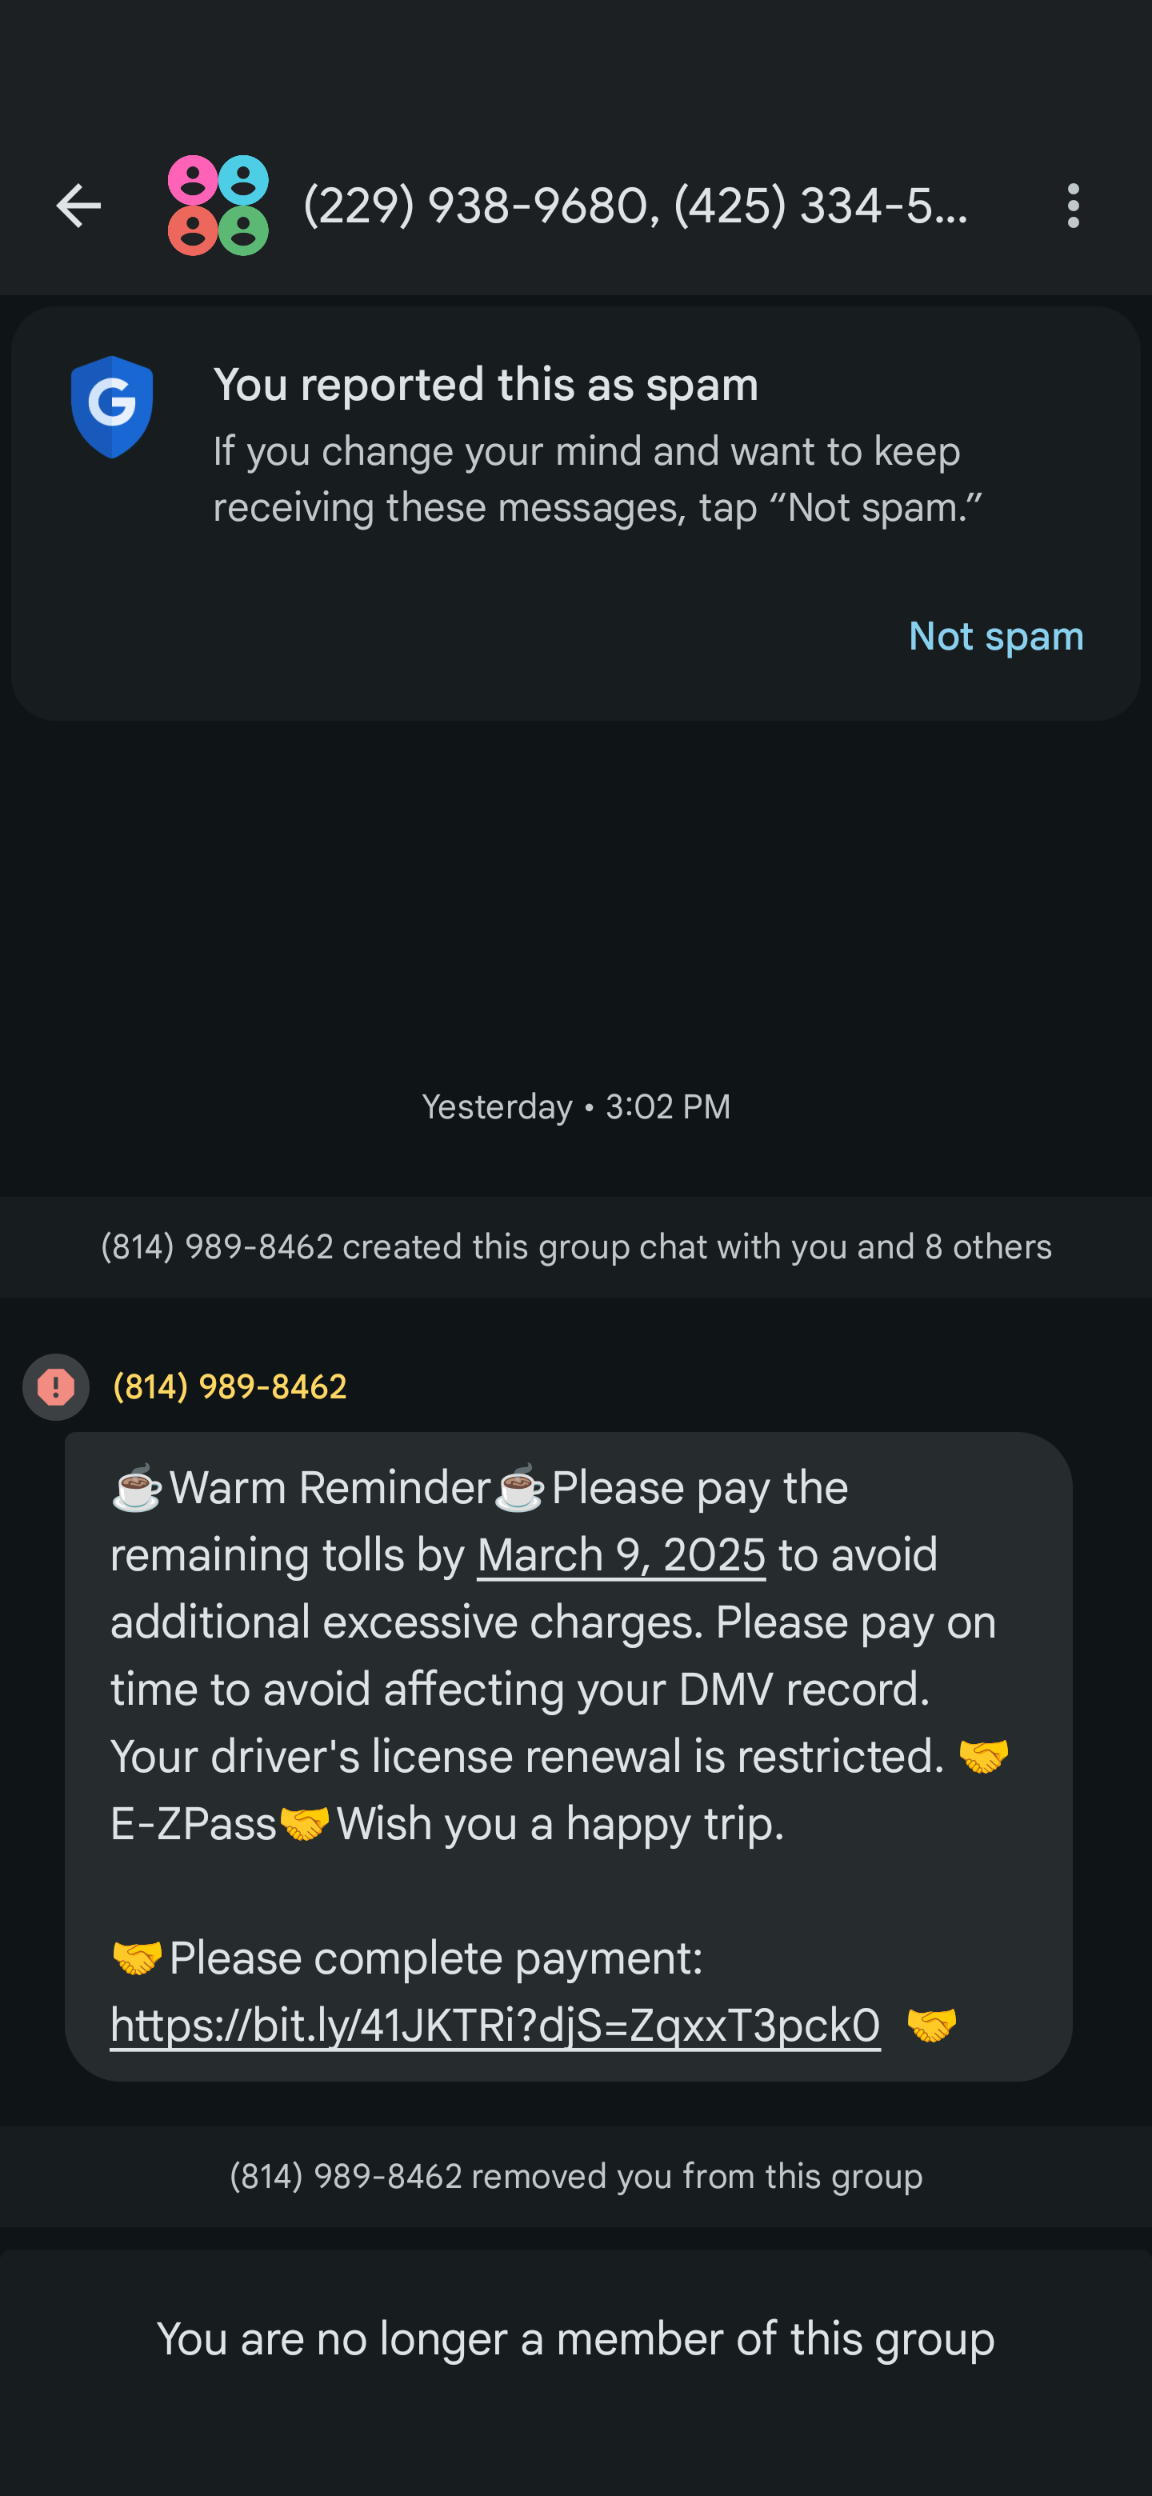 (229) 938-9680, (425) 334-5...
You reported this as spam
If you change your mind and want to keep
receiving these messages, tap “Not spam.”
Not spam
Yesterday • 3:02 PM
(814) 989-8462 created this group chat with you and 8 others
(814) 989-8462
☕Warm Reminder☕Please pay the
remaining tolls by March 9, 2025 to avoid
additional excessive charges. Please pay on
time to avoid affecting your DMV record.
Your driver's license renewal is restricted. 🤝
E-ZPass🤝Wish you a happy trip.
🤝Please complete payment:
https://bit.ly/41JKTRi?djS=ZqxxT3pck0 🤝
(814) 989-8462 removed you from this group
You are no longer a member of this group